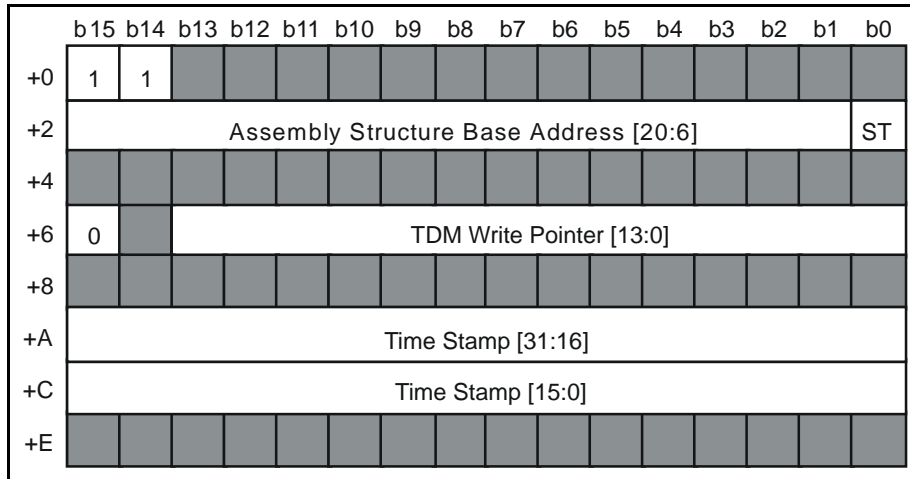 b15 b14 b13 b12 b11 b10 b9 b8 b7 b6 b5 b4 b3 b2 b1 b0
+0 1 1
+2 Assembly Structure Base Address [20:6] ST
+4
+6 0 TDM Write Pointer [13:0]
+8
+A Time Stamp [31:16]
+C Time Stamp [15:0]
+E